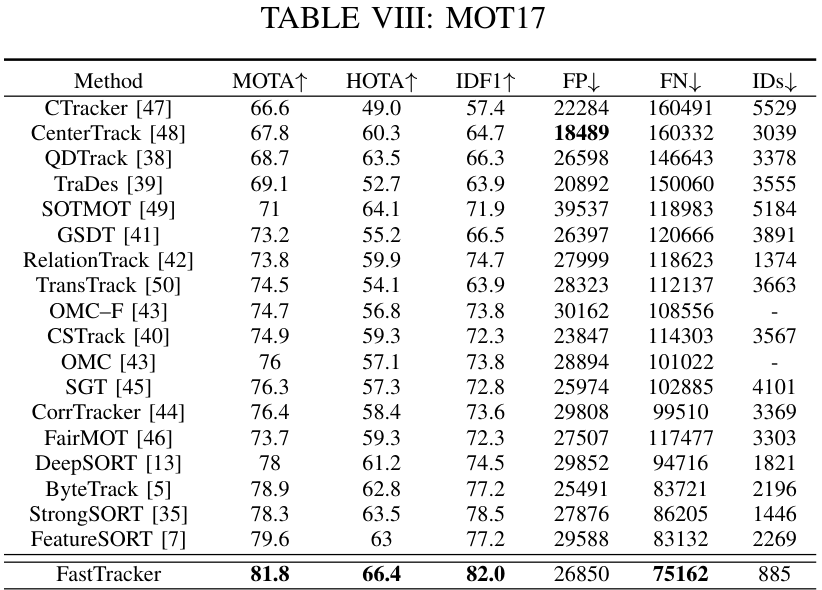 TABLE VIII: MOT17
Method MOTA↑ HOTA↑ IDF1↑ FP↓ FN↓ IDs↓
CTracker [47] 66.6 49.0 57.4 22284 160491 5529
CenterTrack [48] 67.8 60.3 64.7 18489 160332 3039
QDTrack [38] 68.7 63.5 66.3 26598 146643 3378
TraDes [39] 69.1 52.7 63.9 20892 150060 3555
SOTMOT [49] 71 64.1 71.9 39537 118983 5184
GSDT [41] 73.2 55.2 66.5 26397 120666 3891
RelationTrack [42] 73.8 59.9 74.7 27999 118623 1374
TransTrack [50] 74.5 54.1 63.9 28323 112137 3663
OMC–F [43] 74.7 56.8 73.8 30162 108556 -
CSTrack [40] 74.9 59.3 72.3 23847 114303 3567
OMC [43] 76 57.1 73.8 28894 101022 -
SGT [45] 76.3 57.3 72.8 25974 102885 4101
CorrTracker [44] 76.4 58.4 73.6 29808 99510 3369
FairMOT [46] 73.7 59.3 72.3 27507 117477 3303
DeepSORT [13] 78 61.2 74.5 29852 94716 1821
ByteTrack [5] 78.9 62.8 77.2 25491 83721 2196
StrongSORT [35] 78.3 63.5 78.5 27876 86205 1446
FeatureSORT [7] 79.6 63 77.2 29588 83132 2269
FastTracker 81.8 66.4 82.0 26850 75162 885